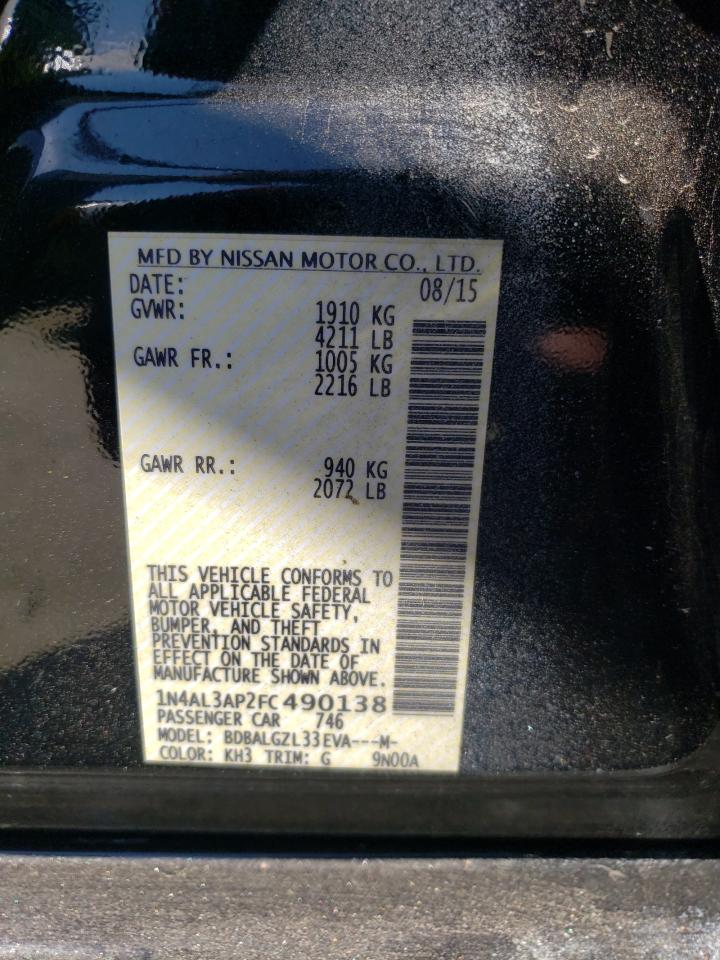 MFD BY NISSAN MOTOR CO., LTD.
DATE: 08/15
GVWR: 1910 KG
4211 LB
GAWR FR.: 1005 KG
2216 LB
GAWR RR.: 940 KG
2072 LB
THIS VEHICLE CONFORMS TO
ALL APPLICABLE FEDERAL
MOTOR VEHICLE SAFETY,
BUMPER, AND THEFT
PREVENTION STANDARDS IN
EFFECT ON THE DATE OF
MANUFACTURE SHOWN ABOVE.
1N4AL3AP2FC490138
PASSENGER CAR 746
MODEL: BDBALGZL33EVA---M-
COLOR: KH3 TRIM: G 9N00A